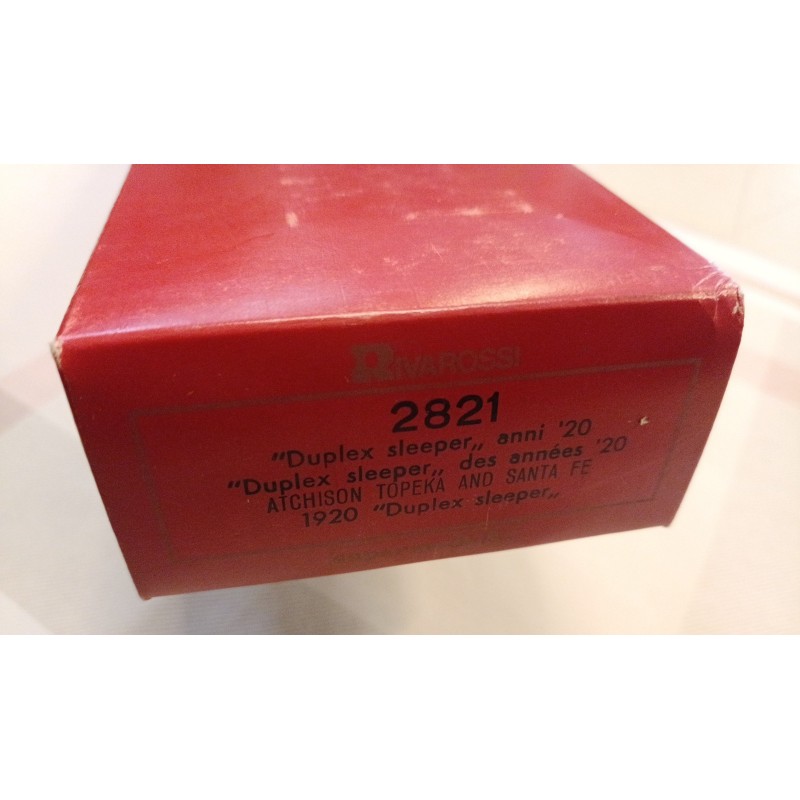 RIVAROSSI
2821
"Duplex sleeper„ anni '20
"Duplex sleeper„ des années '20
ATCHISON TOPEKA AND SANTA FE
1920 "Duplex sleeper„